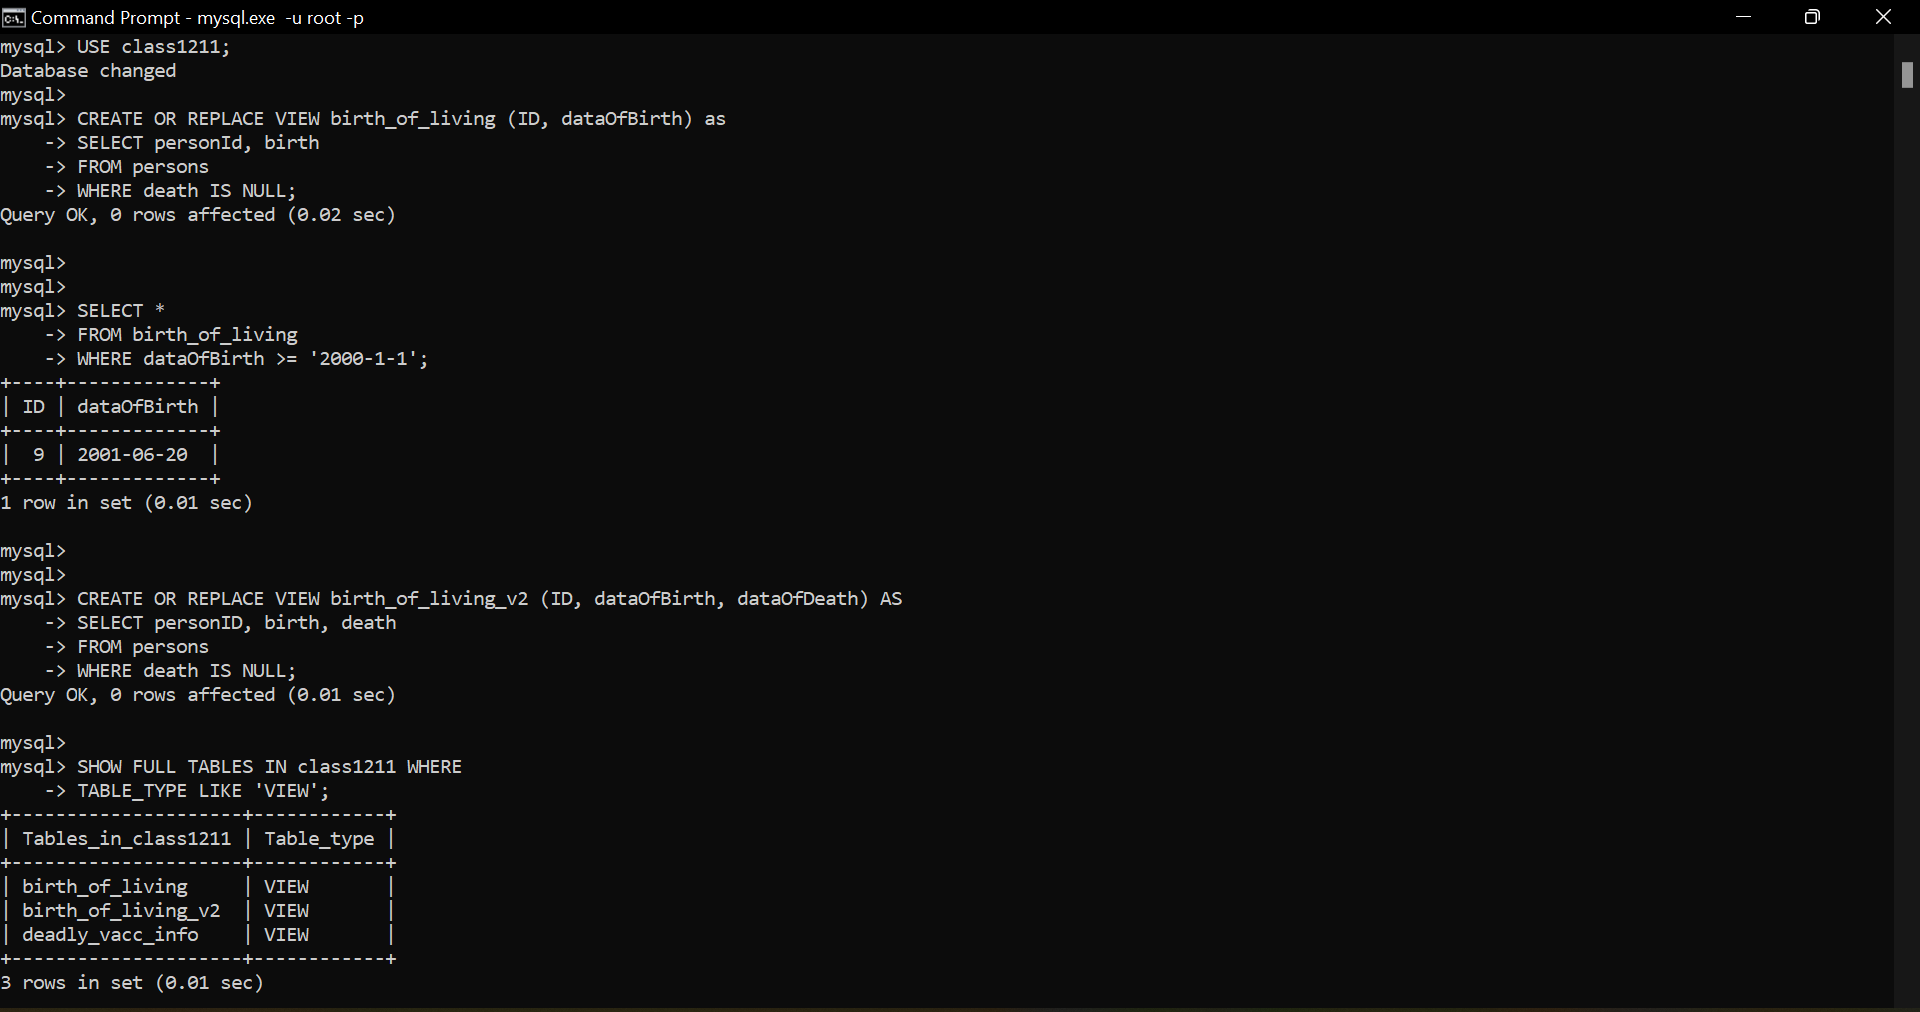 Command Prompt - mysql.exe -u root -p
mysql> USE class1211;
Database changed
mysql>
mysql> CREATE OR REPLACE VIEW birth_of_living (ID, dataOfBirth) as
    -> SELECT personId, birth
    -> FROM persons
    -> WHERE death IS NULL;
Query OK, 0 rows affected (0.02 sec)

mysql>
mysql>
mysql> SELECT *
    -> FROM birth_of_living
    -> WHERE dataOfBirth >= '2000-1-1';
+----+-------------+
| ID | dataOfBirth |
+----+-------------+
|  9 | 2001-06-20  |
+----+-------------+
1 row in set (0.01 sec)

mysql>
mysql>
mysql> CREATE OR REPLACE VIEW birth_of_living_v2 (ID, dataOfBirth, dataOfDeath) AS
    -> SELECT personID, birth, death
    -> FROM persons
    -> WHERE death IS NULL;
Query OK, 0 rows affected (0.01 sec)

mysql>
mysql> SHOW FULL TABLES IN class1211 WHERE
    -> TABLE_TYPE LIKE 'VIEW';
+---------------------+------------+
| Tables_in_class1211 | Table_type |
+---------------------+------------+
| birth_of_living     | VIEW       |
| birth_of_living_v2  | VIEW       |
| deadly_vacc_info    | VIEW       |
+---------------------+------------+
3 rows in set (0.01 sec)